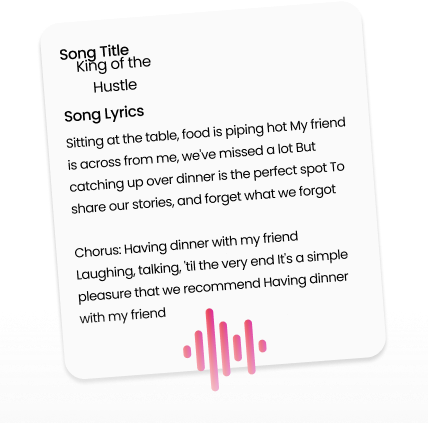 Song Title
King of the
Hustle
Song Lyrics
Sitting at the table, food is piping hot My friend
is across from me, we've missed a lot But
catching up over dinner is the perfect spot To
share our stories, and forget what we forgot
Chorus: Having dinner with my friend
Laughing, talking, 'til the very end It's a simple
pleasure that we recommend Having dinner
with my friend